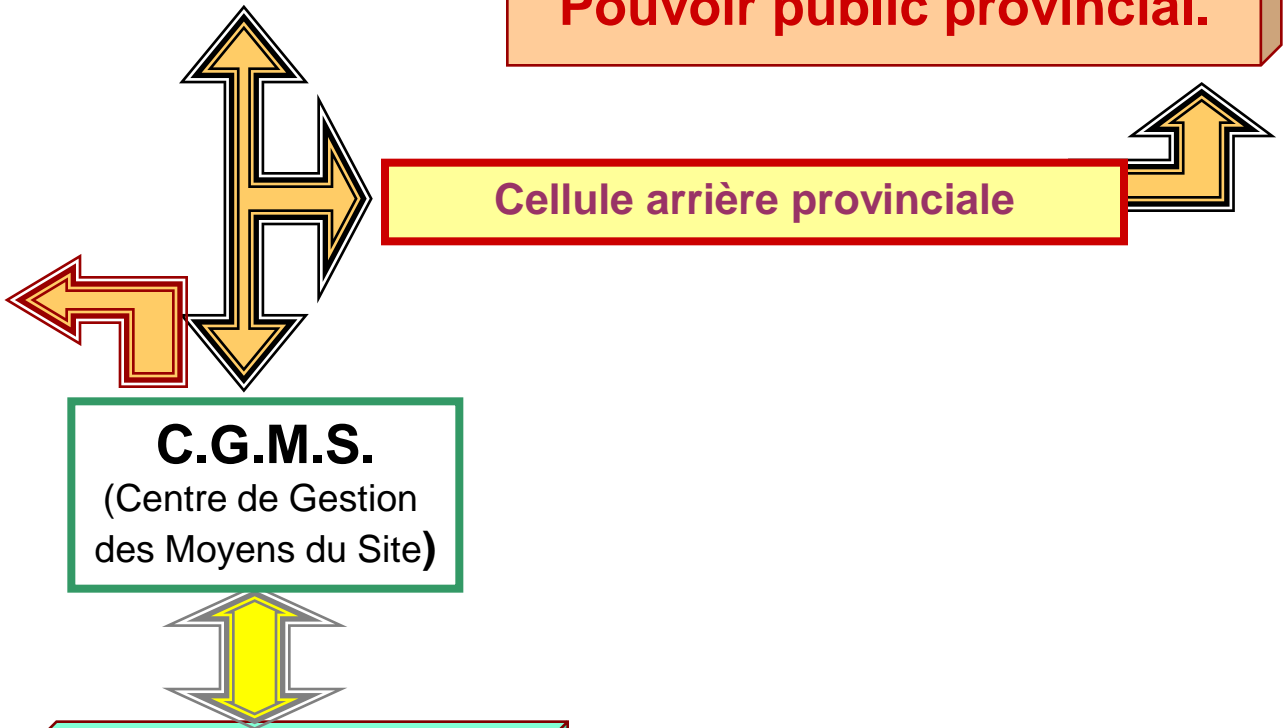 Pouvoir public provincial.
Cellule arrière provinciale
C.G.M.S.
(Centre de Gestion
des Moyens du Site)